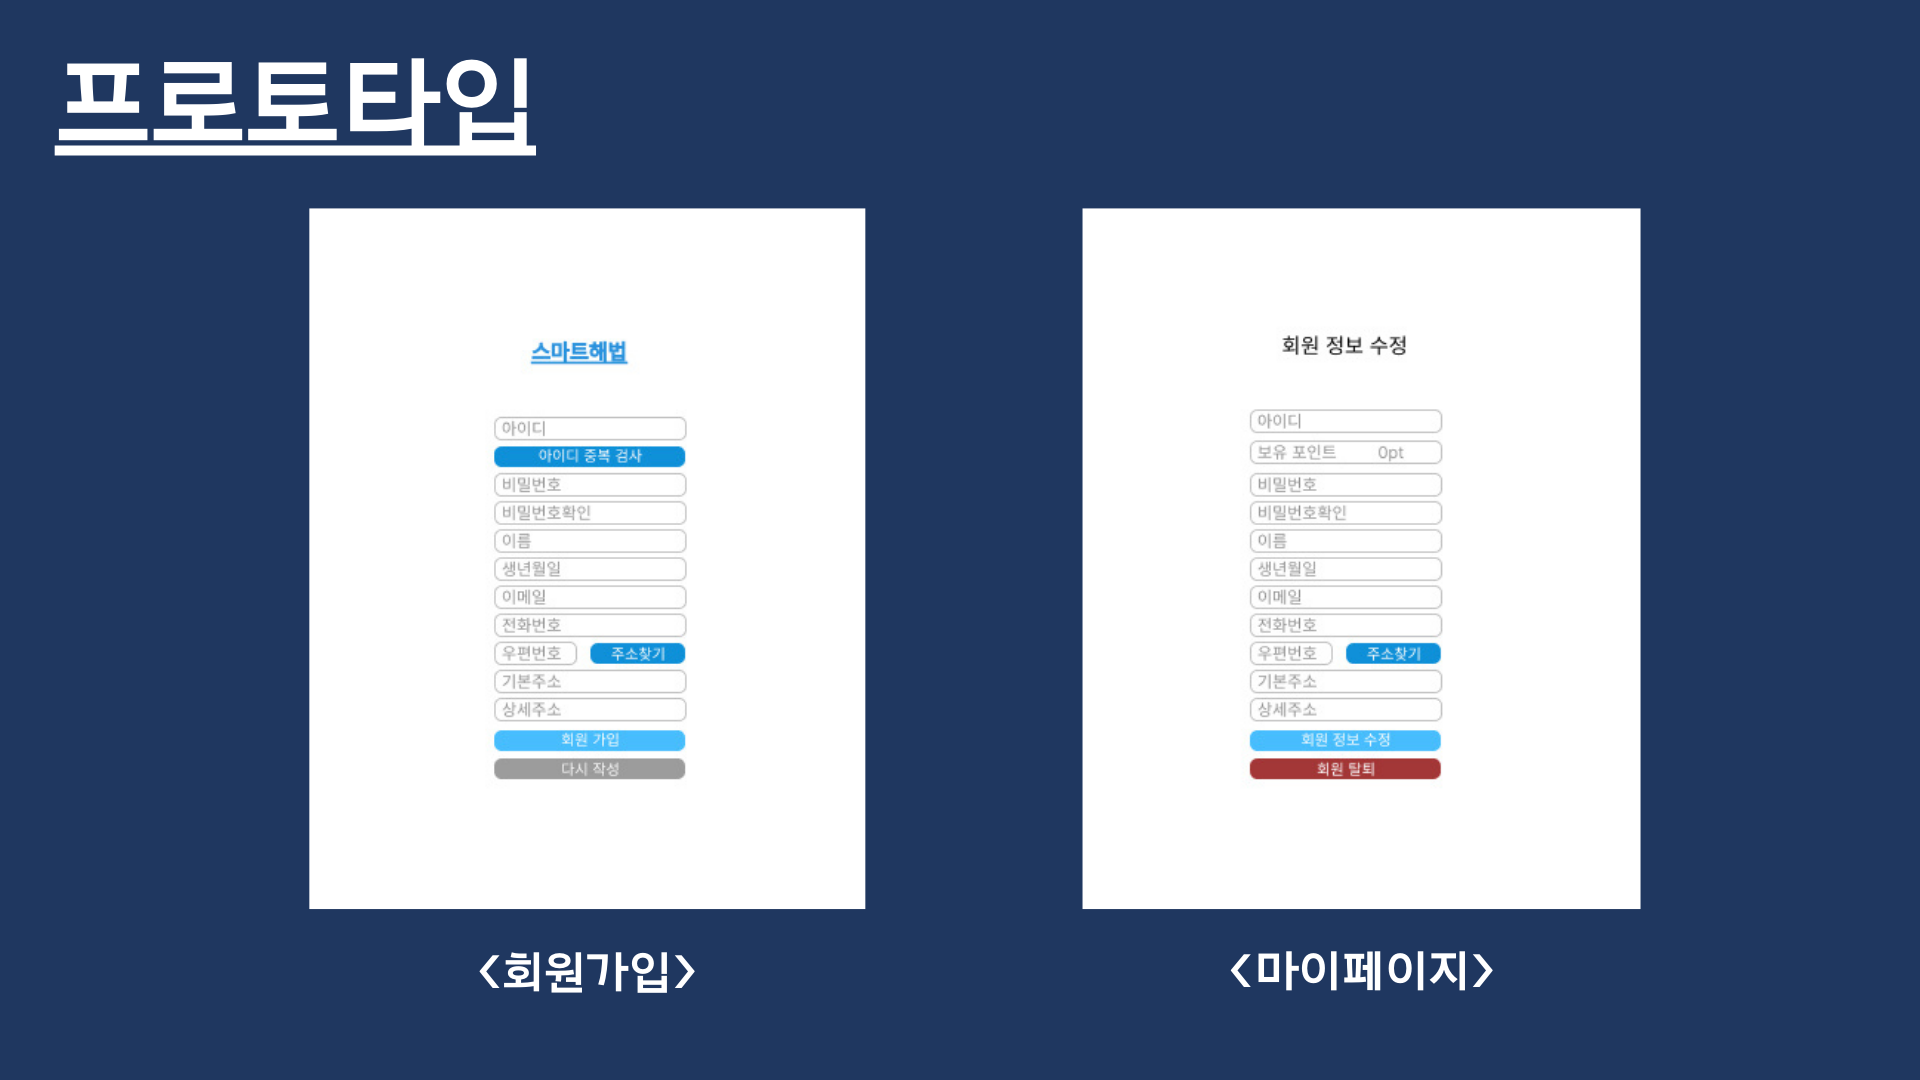 프로토타입
스마트해법
아이디
아이디 중복 검사
비밀번호
비밀번호확인
이름
생년월일
이메일
전화번호
우편번호 주소찾기
기본주소
상세주소
회원 가입
다시 작성
<회원가입>
회원 정보 수정
아이디
보유 포인트 0pt
비밀번호
비밀번호확인
이름
생년월일
이메일
전화번호
우편번호 주소찾기
기본주소
상세주소
회원 정보 수정
회원 탈퇴
<마이페이지>